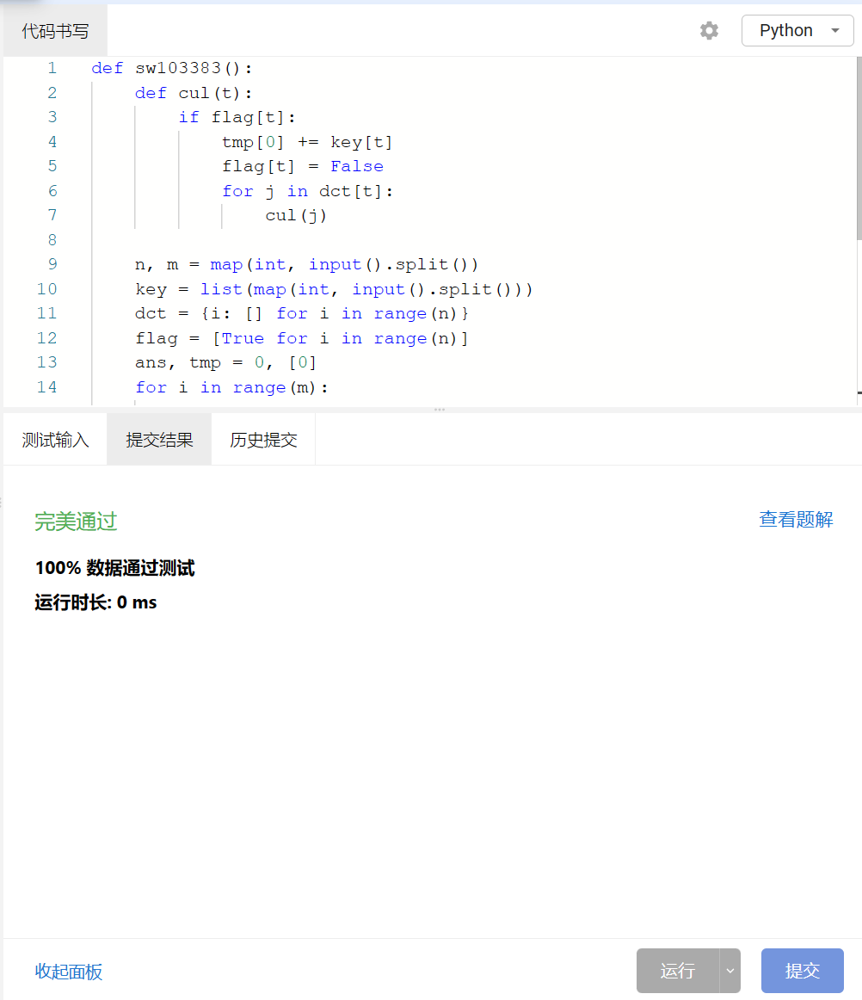 代码书写
Python
1 def sw103383():
2     def cul(t):
3         if flag[t]:
4             tmp[0] += key[t]
5             flag[t] = False
6             for j in dct[t]:
7                 cul(j)
8
9     n, m = map(int, input().split())
10     key = list(map(int, input().split()))
11     dct = {i: [] for i in range(n)}
12     flag = [True for i in range(n)]
13     ans, tmp = 0, [0]
14     for i in range(m):
测试输入 提交结果 历史提交
完美通过 查看题解
100% 数据通过测试
运行时长: 0 ms
收起面板 运行 提交